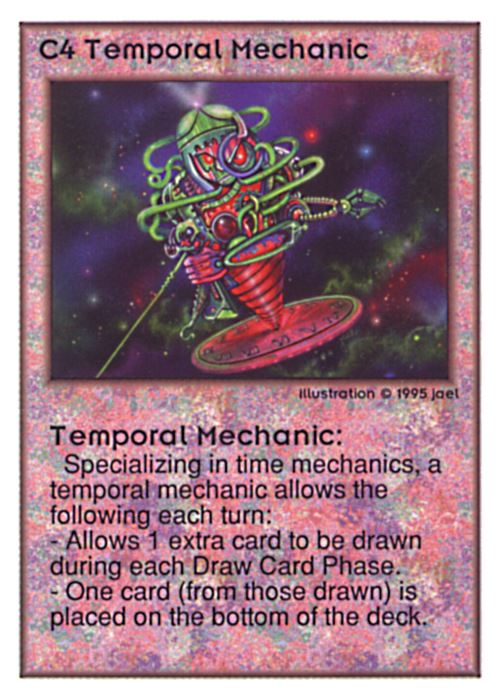 C4 Temporal Mechanic
Illustration © 1995 Jael
Temporal Mechanic:
Specializing in time mechanics, a
temporal mechanic allows the
following each turn:
- Allows 1 extra card to be drawn
during each Draw Card Phase.
- One card (from those drawn) is
placed on the bottom of the deck.